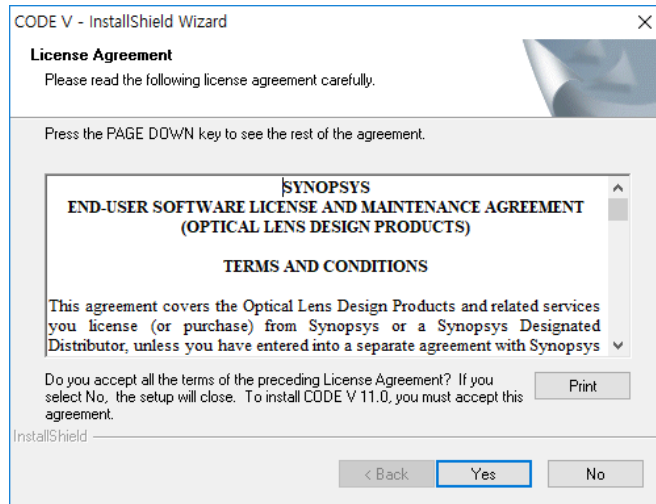 CODE V - InstallShield Wizard
License Agreement
Please read the following license agreement carefully.
Press the PAGE DOWN key to see the rest of the agreement.
SYNOPSYS
END-USER SOFTWARE LICENSE AND MAINTENANCE AGREEMENT
(OPTICAL LENS DESIGN PRODUCTS)
TERMS AND CONDITIONS
This agreement covers the Optical Lens Design Products and related services
you license (or purchase) from Synopsys or a Synopsys Designated
Distributor, unless you have entered into a separate agreement with Synopsys
Do you accept all the terms of the preceding License Agreement? If you
select No, the setup will close. To install CODE V 11.0, you must accept this
agreement.
Print
InstallShield
< Back
Yes
No